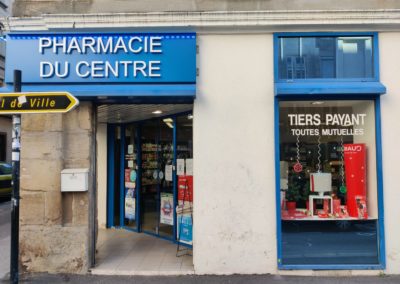 PHARMACIE
DU CENTRE
l de Ville
TIERS PAYANT
TOUTES MUTUELLES